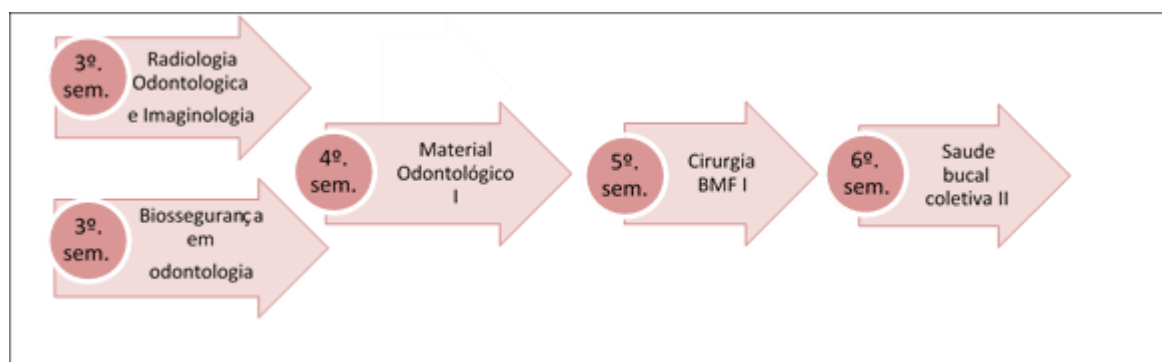 3º.
sem.
Radiologia
Odontologica
e Imaginologia
3º.
sem.
Biossegurança
em
odontologia
4º.
sem.
Material
Odontológico
I
5º.
sem.
Cirurgia
BMF I
6º.
sem.
Saude
bucal
coletiva II